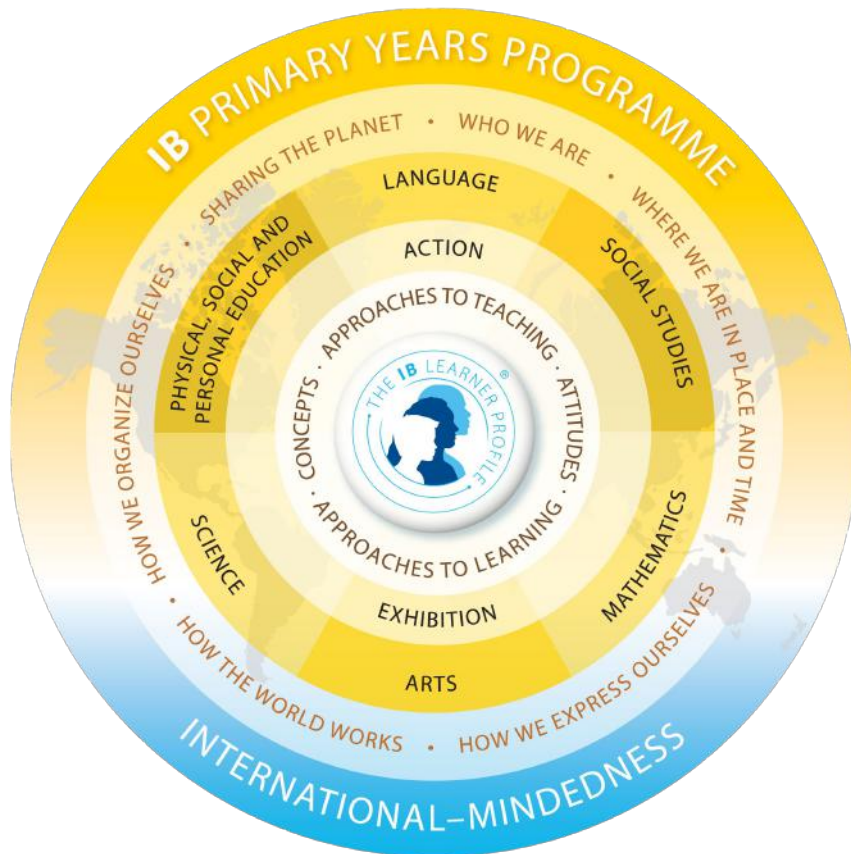 IB PRIMARY YEARS PROGRAMME
SHARING THE PLANET • WHO WE ARE • WHERE WE ARE IN PLACE AND TIME • HOW WE EXPRESS OURSELVES • HOW THE WORLD WORKS • HOW WE ORGANIZE OURSELVES •
LANGUAGE
SOCIAL STUDIES
MATHEMATICS
ARTS
SCIENCE
PHYSICAL, SOCIAL AND
PERSONAL EDUCATION
ACTION
EXHIBITION
APPROACHES TO TEACHING · ATTITUDES · APPROACHES TO LEARNING · CONCEPTS ·
THE IB LEARNER PROFILE ®
INTERNATIONAL–MINDEDNESS